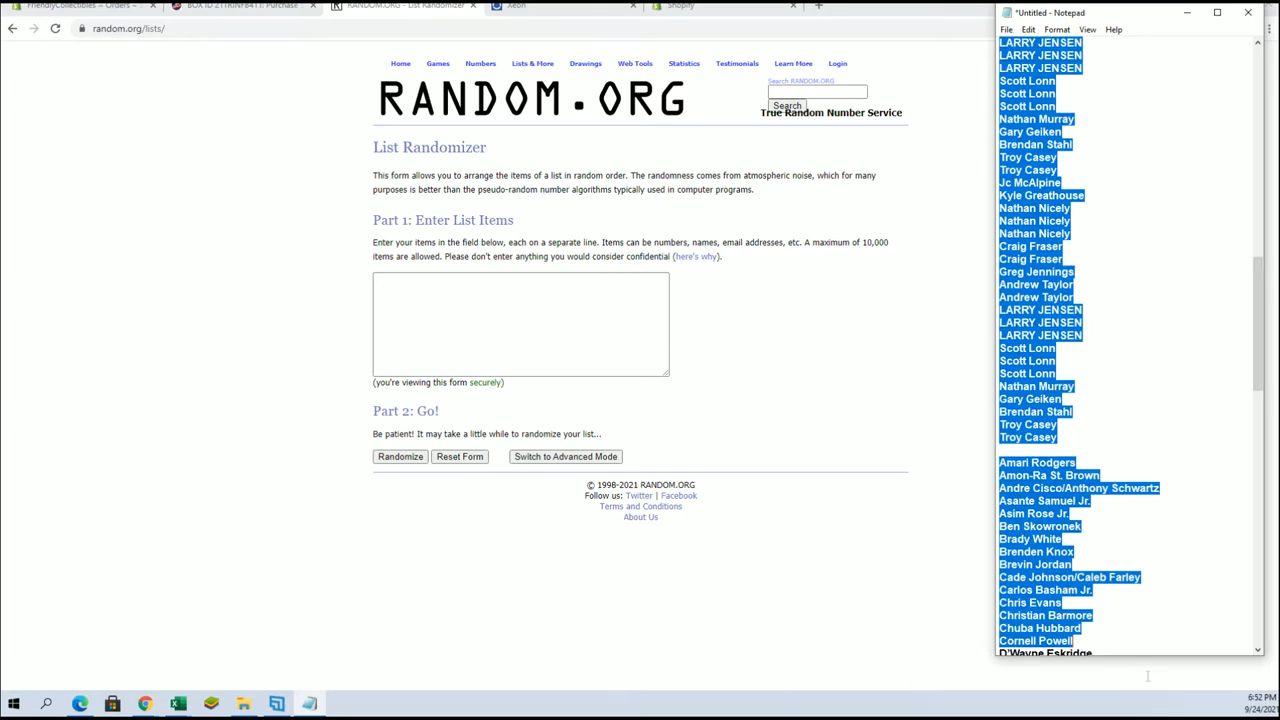 FriendlyCollectibles ~ Orders ~
BOX ID 21TRINFB4T1: Purchase
RANDOM.ORG - List Randomizer
Xeon
Shopify
random.org/lists/
Home Games Numbers Lists & More Drawings Web Tools Statistics Testimonials Learn More Login
RANDOM.ORG
Search RANDOM.ORG
Search
True Random Number Service
List Randomizer
This form allows you to arrange the items of a list in random order. The randomness comes from atmospheric noise, which for many
purposes is better than the pseudo-random number algorithms typically used in computer programs.
Part 1: Enter List Items
Enter your items in the field below, each on a separate line. Items can be numbers, names, email addresses, etc. A maximum of 10,000
items are allowed. Please don't enter anything you would consider confidential (here's why).
(you're viewing this form securely)
Part 2: Go!
Be patient! It may take a little while to randomize your list...
Randomize Reset Form Switch to Advanced Mode
© 1998-2021 RANDOM.ORG
Follow us: Twitter | Facebook
Terms and Conditions
About Us
*Untitled - Notepad
File Edit Format View Help
LARRY JENSEN
LARRY JENSEN
LARRY JENSEN
Scott Lonn
Scott Lonn
Scott Lonn
Nathan Murray
Gary Geiken
Brendan Stahl
Troy Casey
Troy Casey
Jc McAlpine
Kyle Greathouse
Nathan Nicely
Nathan Nicely
Nathan Nicely
Craig Fraser
Craig Fraser
Greg Jennings
Andrew Taylor
Andrew Taylor
LARRY JENSEN
LARRY JENSEN
LARRY JENSEN
Scott Lonn
Scott Lonn
Scott Lonn
Nathan Murray
Gary Geiken
Brendan Stahl
Troy Casey
Troy Casey
Amari Rodgers
Amon-Ra St. Brown
Andre Cisco/Anthony Schwartz
Asante Samuel Jr.
Asim Rose Jr.
Ben Skowronek
Brady White
Brenden Knox
Brevin Jordan
Cade Johnson/Caleb Farley
Carlos Basham Jr.
Chris Evans
Christian Barmore
Chuba Hubbard
Cornell Powell
D'Wayne Eskridge
6:52 PM
9/24/2021